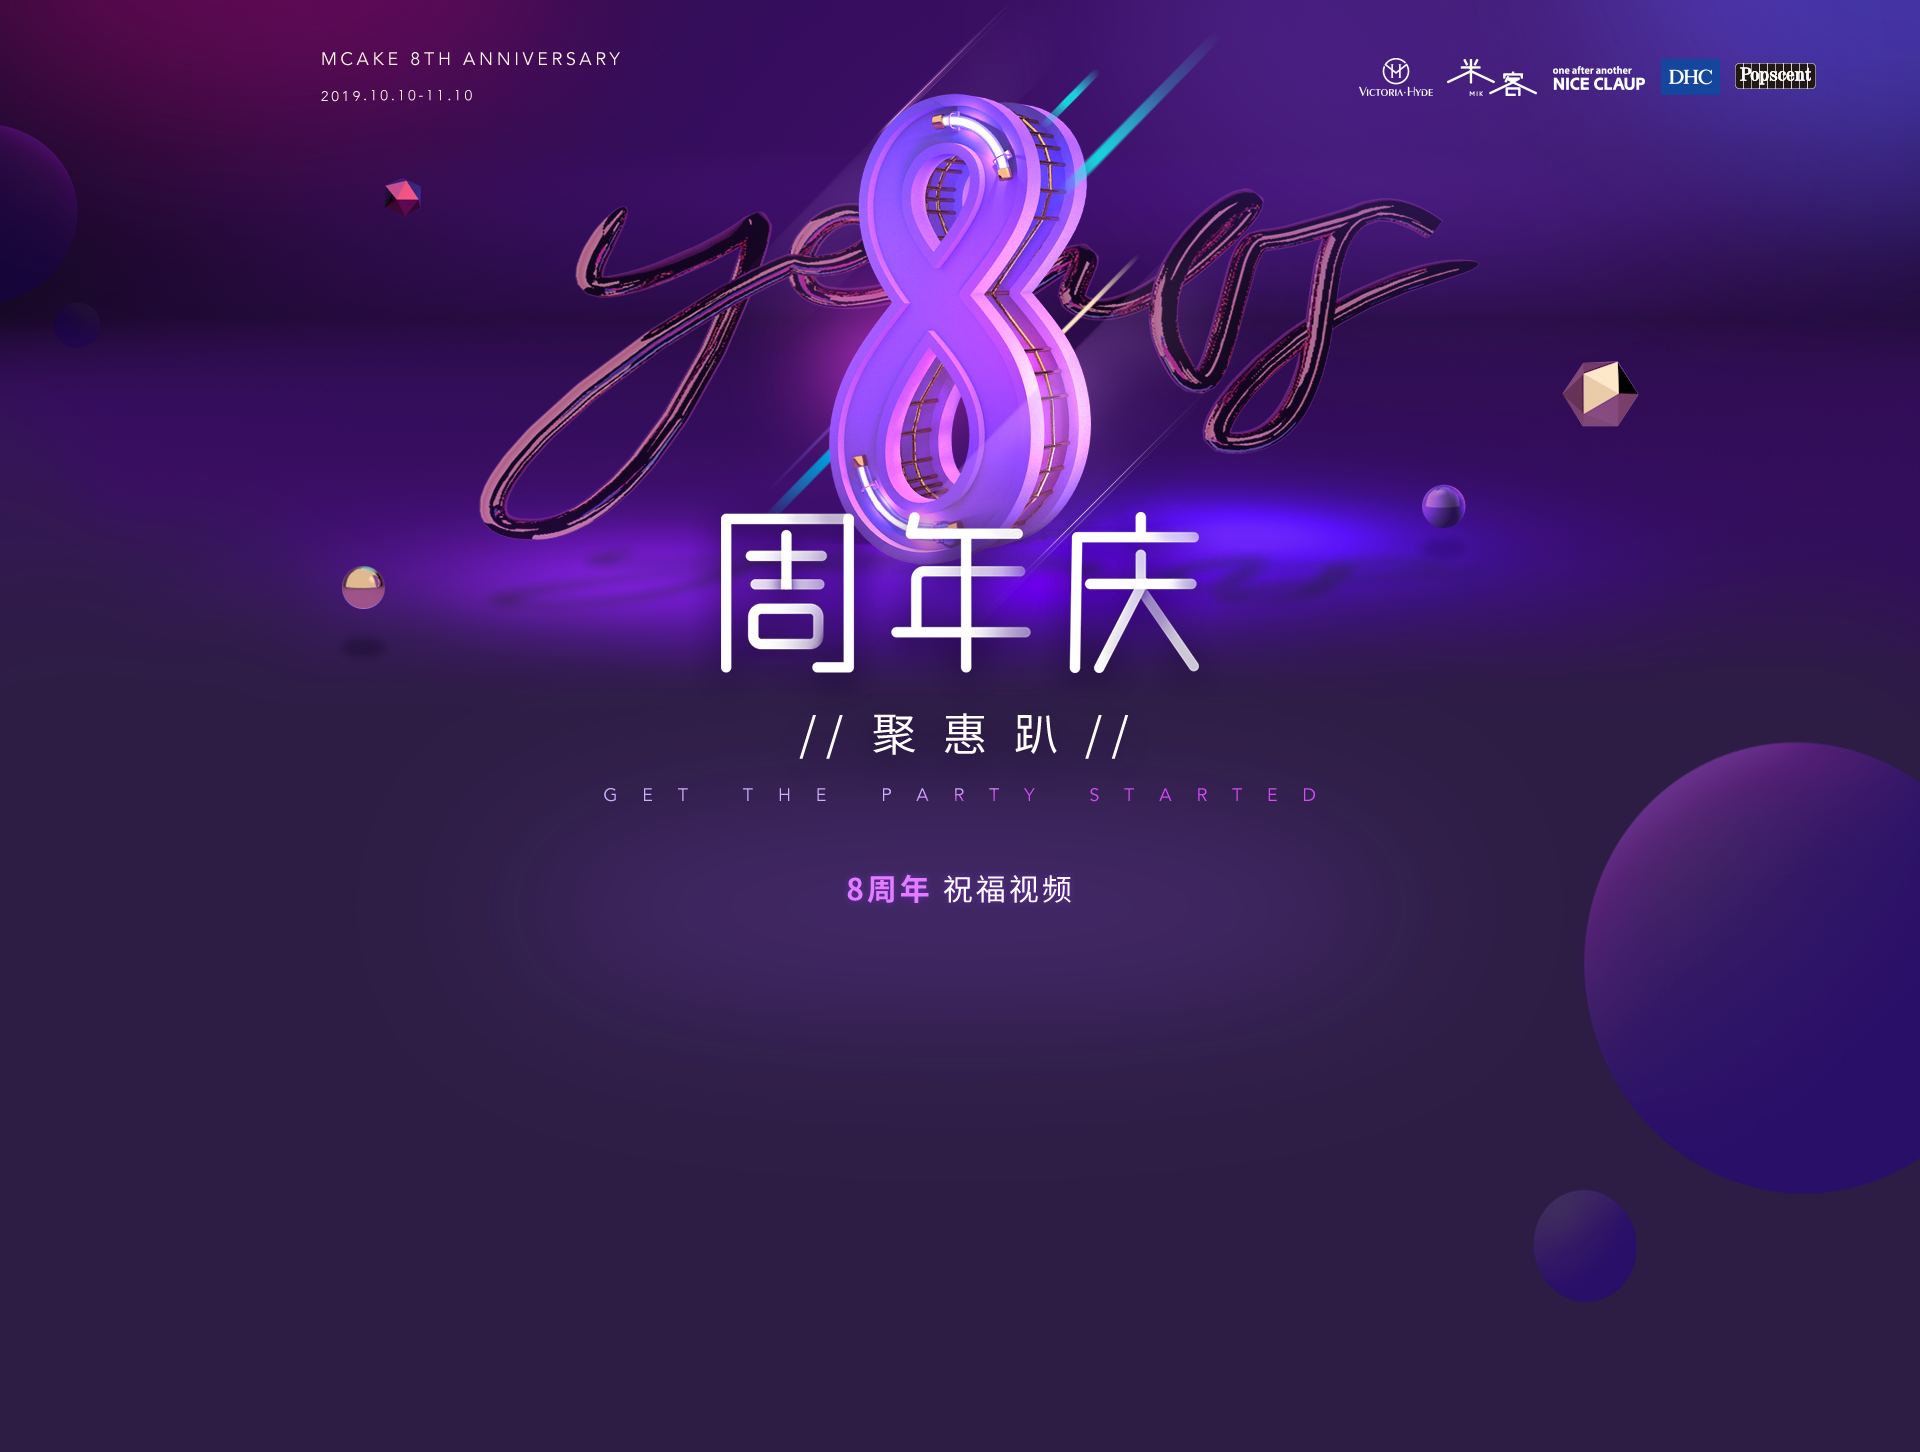 MCAKE 8TH ANNIVERSARY
2019.10.10-11.10
VICTORIA·HYDE
米客
MIK
one after another
NICE CLAUP
DHC
Popscent
years
8
周年庆
// 聚惠趴 //
GET THE PARTY STARTED
8周年 祝福视频